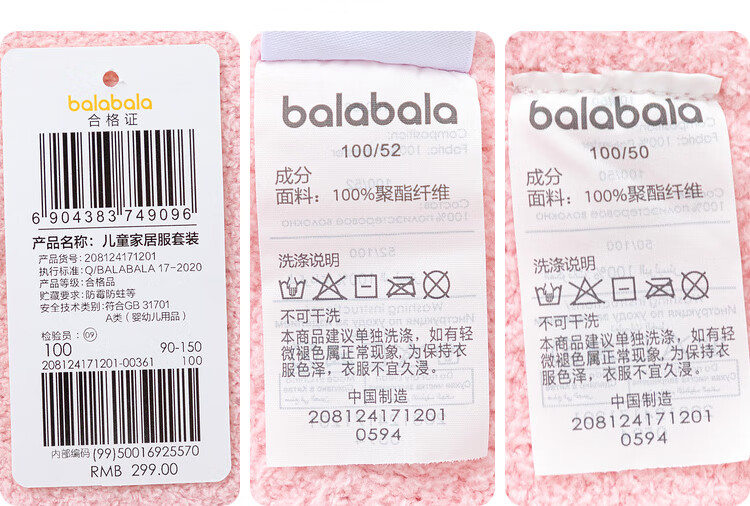 balabala
合格证
6 904383 749096
产品名称：儿童家居服套装
产品货号：208124171201
执行标准：Q/BALABALA 17-2020
产品等级：合格品
贮藏要求：防霉防蛀等
安全技术类别：符合GB 31701
A类（婴幼儿用品）
检验员：09
100 90-150
208124171201-00361 100
内部编码 (99)50016925570
RMB 299.00
balabala
100/52
成分
面料：100%聚酯纤维
洗涤说明
不可干洗
本商品建议单独洗涤，如有轻
微褪色属正常现象，为保持衣
服色泽，衣服不宜久浸。
中国制造
208124171201
0594
balabala
100/50
成分
面料：100%聚酯纤维
洗涤说明
不可干洗
本商品建议单独洗涤，如有轻
微褪色属正常现象，为保持衣
服色泽，衣服不宜久浸。
中国制造
208124171201
0594